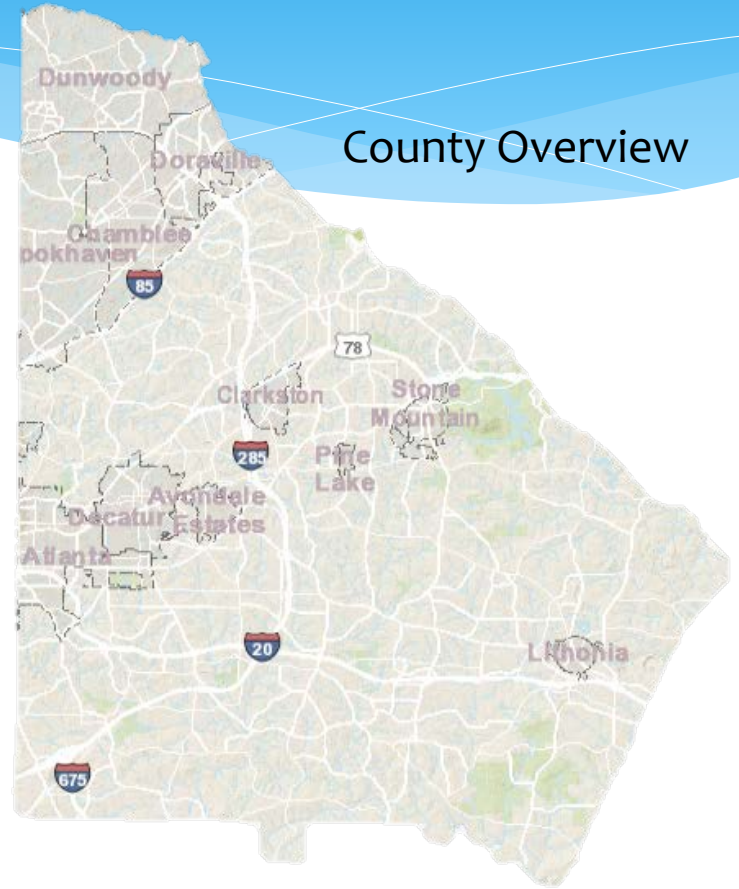 County Overview
Dunwoody
Doraville
Chamblee
ookhaven
85
78
Clarkston
Stone
Mountain
285
Pine
Lake
Avondale
Estates
Decatur
Atlanta
20
Lithonia
675